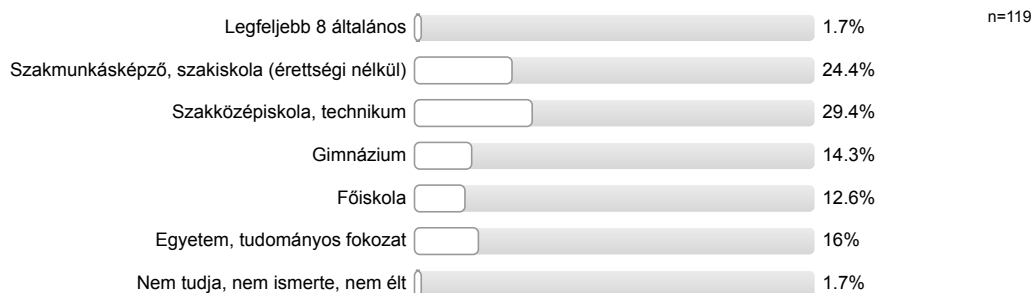 Legfeljebb 8 általános 1.7% n=119
Szakmunkásképző, szakiskola (érettségi nélkül) 24.4%
Szakközépiskola, technikum 29.4%
Gimnázium 14.3%
Főiskola 12.6%
Egyetem, tudományos fokozat 16%
Nem tudja, nem ismerte, nem élt 1.7%